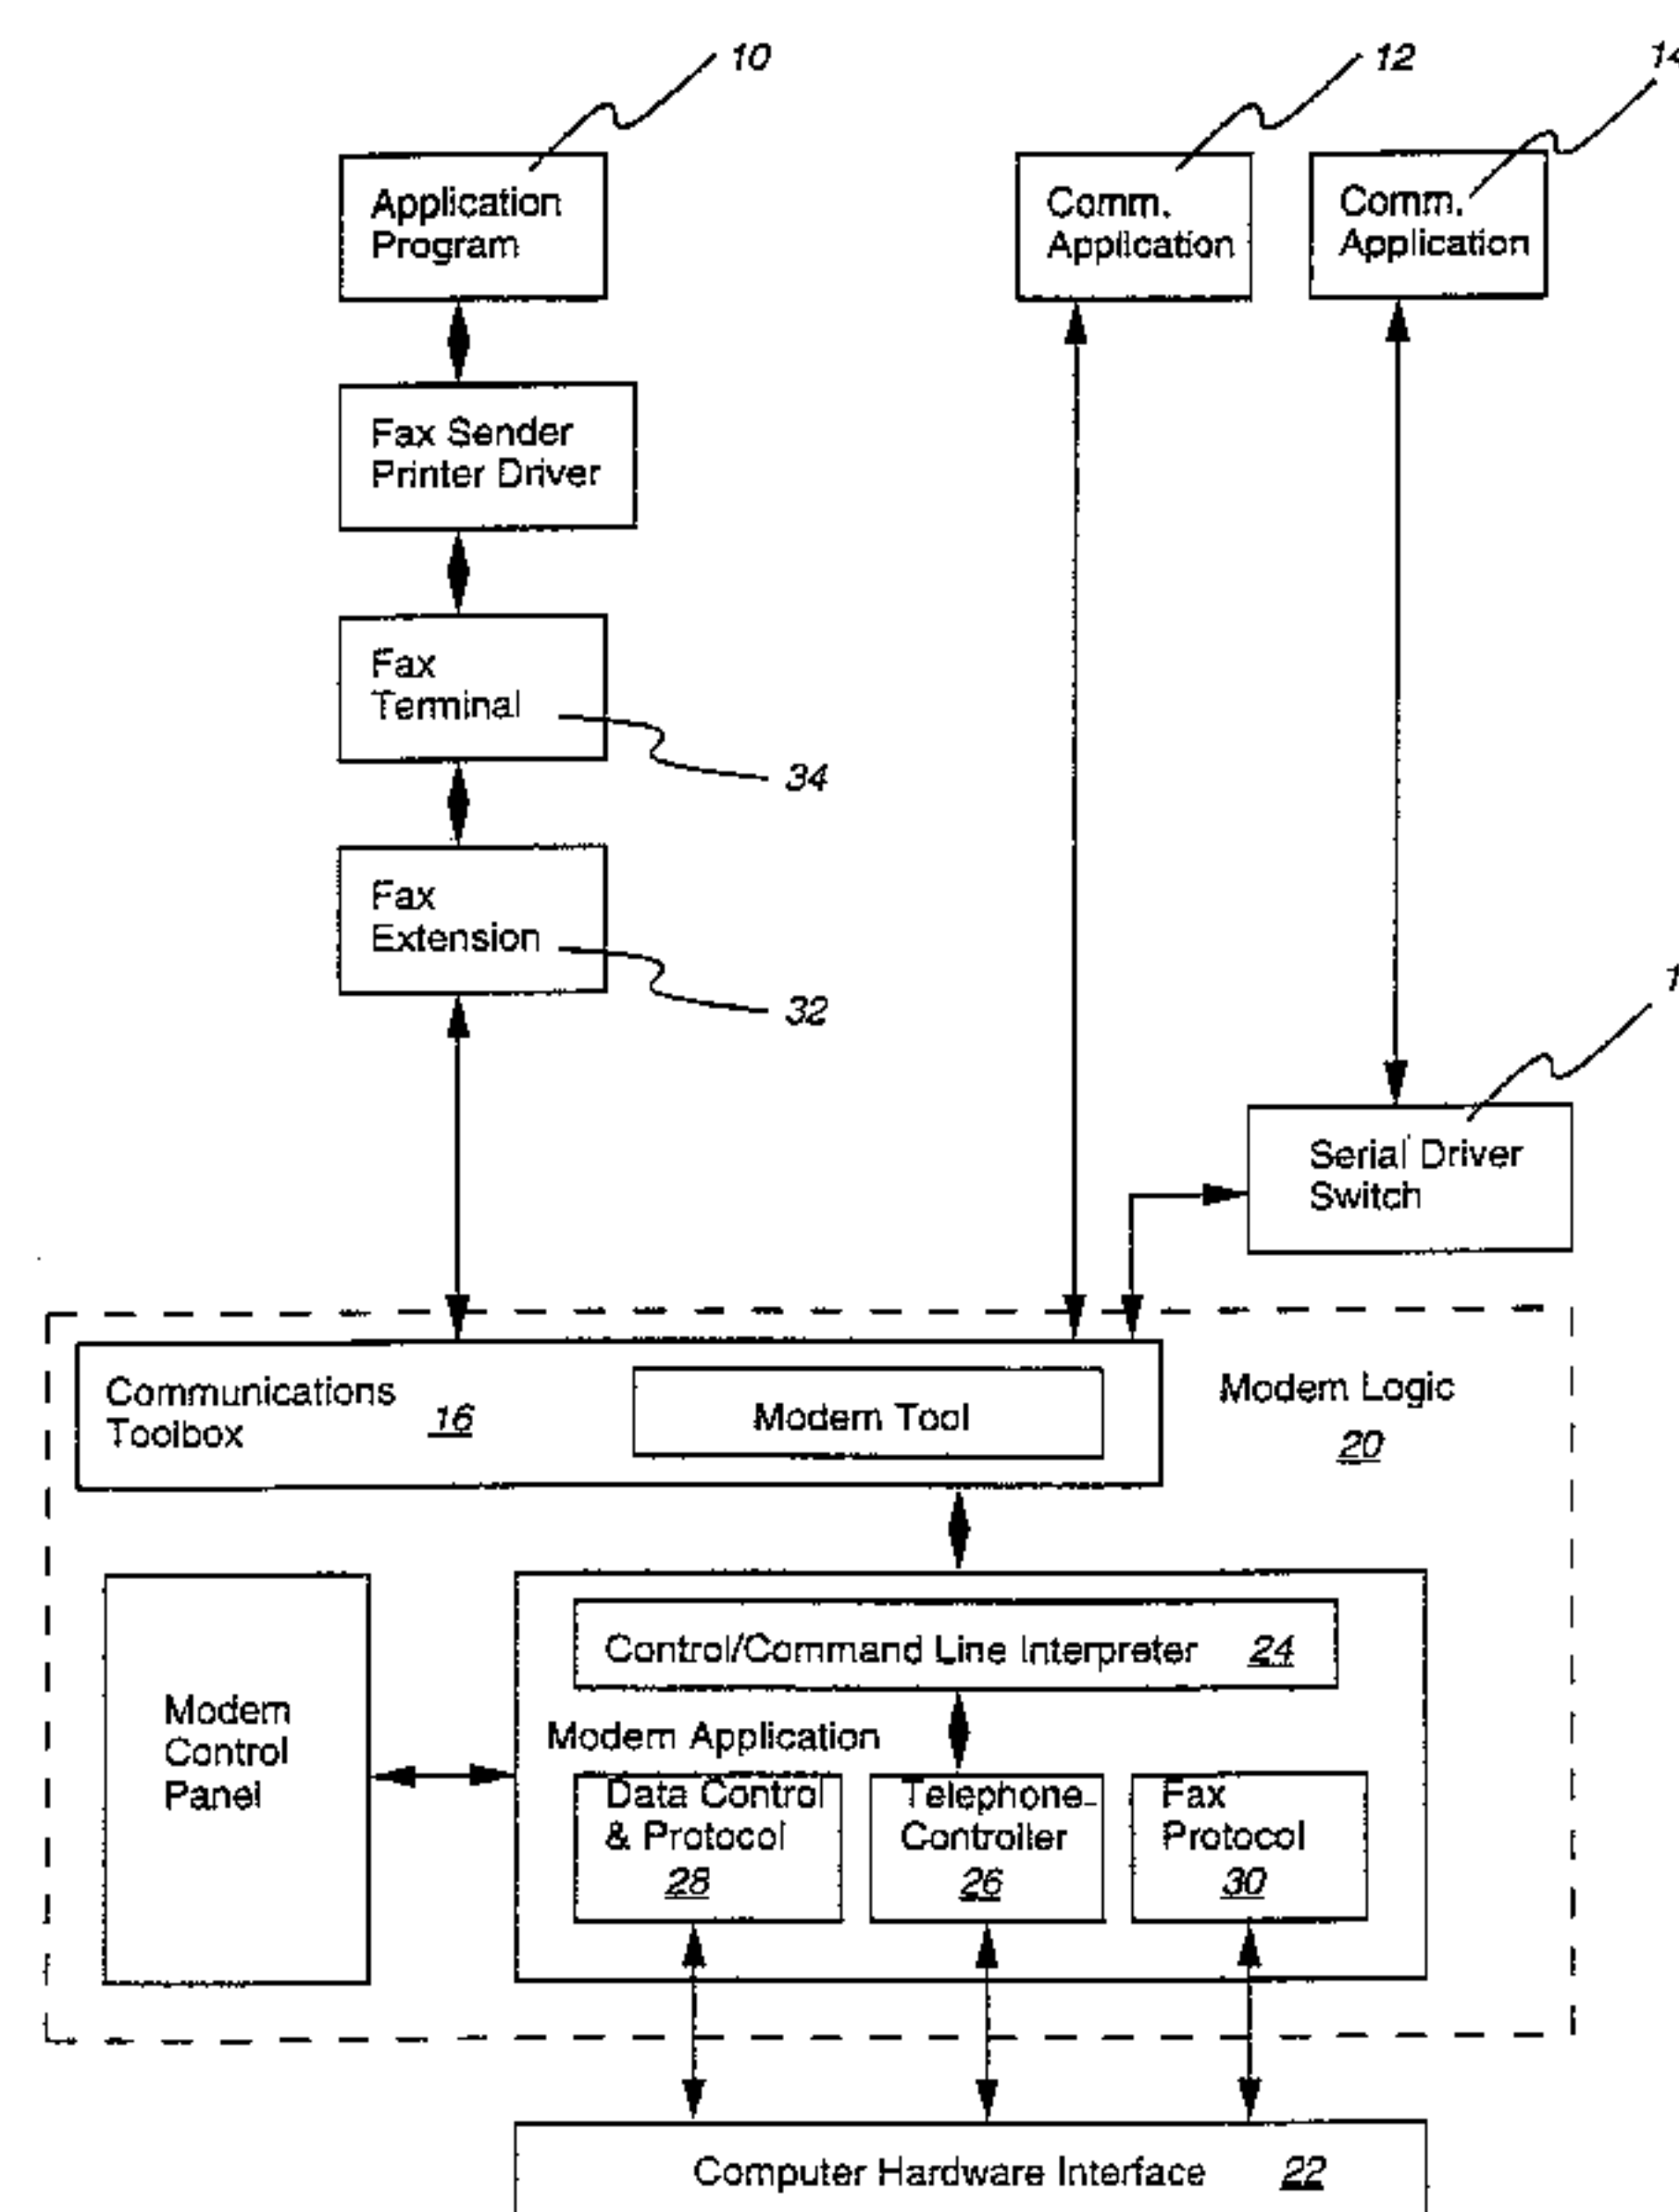 10
12
14
Application
Program
Comm.
Application
Comm.
Application
Fax Sender
Printer Driver
Fax
Terminal
34
Fax
Extension
32
1
Serial Driver
Switch
Communications
Toolbox
16
Modem Tool
Modem Logic
20
Control/Command Line Interpreter 24
Modem Application
Modem
Control
Panel
Data Control
& Protocol
28
Telephone
Controller
26
Fax
Protocol
30
Computer Hardware Interface 22